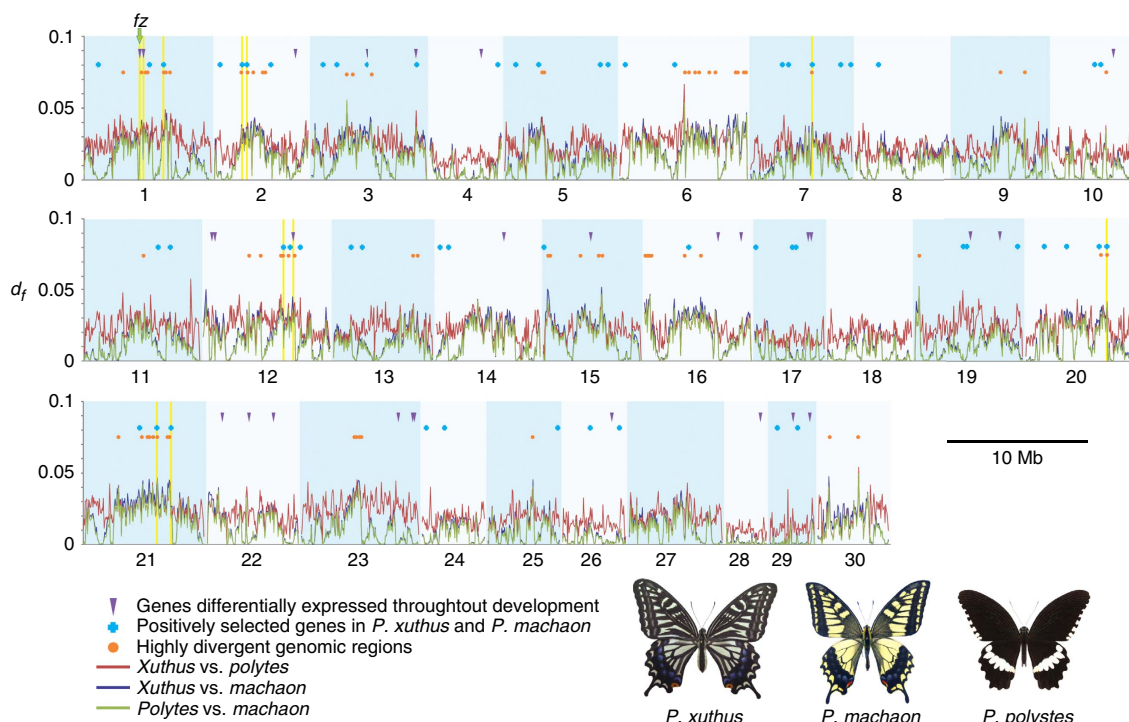 fz
0.1
0.05
0
1 2 3 4 5 6 7 8 9 10
0.1
0.05
0
df
11 12 13 14 15 16 17 18 19 20
0.1
0.05
0
21 22 23 24 25 26 27 28 29 30
10 Mb
Genes differentially expressed throughtout development
Positively selected genes in P. xuthus and P. machaon
Highly divergent genomic regions
Xuthus vs. polytes
Xuthus vs. machaon
Polytes vs. machaon
P. xuthus P. machaon P. polystes